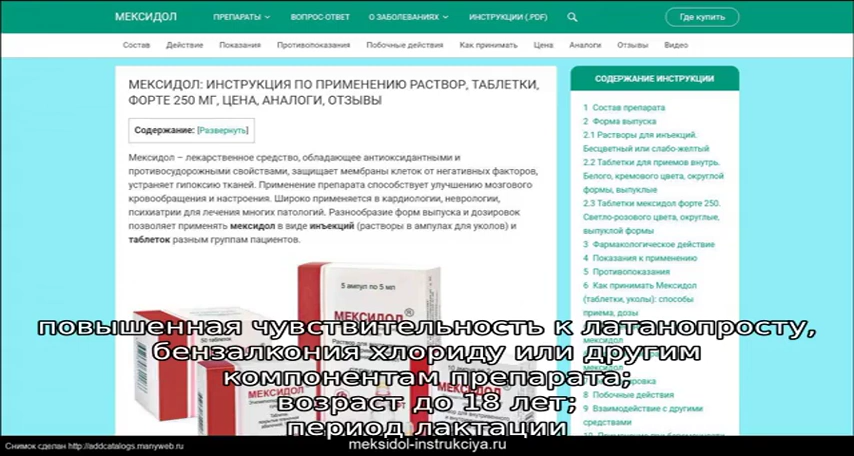 МЕКСИДОЛ
ПРЕПАРАТЫ
ВОПРОС-ОТВЕТ
О ЗАБОЛЕВАНИЯХ
ИНСТРУКЦИИ (.PDF)
Где купить
Состав
Действие
Показания
Противопоказания
Побочные действия
Как принимать
Цена
Аналоги
Отзывы
Видео
МЕКСИДОЛ: ИНСТРУКЦИЯ ПО ПРИМЕНЕНИЮ РАСТВОР, ТАБЛЕТКИ,
ФОРТЕ 250 МГ, ЦЕНА, АНАЛОГИ, ОТЗЫВЫ
Содержание: [Развернуть]
Мексидол – лекарственное средство, обладающее антиоксидантными и
противосудорожными свойствами, защищает мембраны клеток от негативных факторов,
устраняет гипоксию тканей. Применение препарата способствует улучшению мозгового
кровообращения и настроения. Широко применяется в кардиологии, неврологии,
психиатрии для лечения многих патологий. Разнообразие форм выпуска и дозировок
позволяет применять мексидол в виде инъекций (растворы в ампулах для уколов) и
таблеток разным группам пациентов.
5 ампул по 5 мл
МЕКСИДОЛ®
50 таблеток
МЕКСИДОЛ
СОДЕРЖАНИЕ ИНСТРУКЦИИ
1 Состав препарата
2 Форма выпуска
2.1 Растворы для инъекций.
Бесцветный или слабо-желтый
2.2 Таблетки для приемов внутрь.
Белого, кремового цвета, округлой
формы, выпуклые
2.3 Таблетки мексидол форте 250.
Светло-розового цвета, округлые,
выпуклой формы
3 Фармакологическое действие
4 Показания к применению
5 Противопоказания
6 Как принимать Мексидол
(таблетки, уколы): способы
приема, дозы
мексидол
8 Побочные действия
9 Взаимодействие с другими
средствами
повышенная чувствительность к латанопросту,
бензалкония хлориду или другим
компонентам препарата;
возраст до 18 лет;
период лактации
Снимок сделан http://addcatalogs.manyweb.ru
meksidol-instrukciya.ru